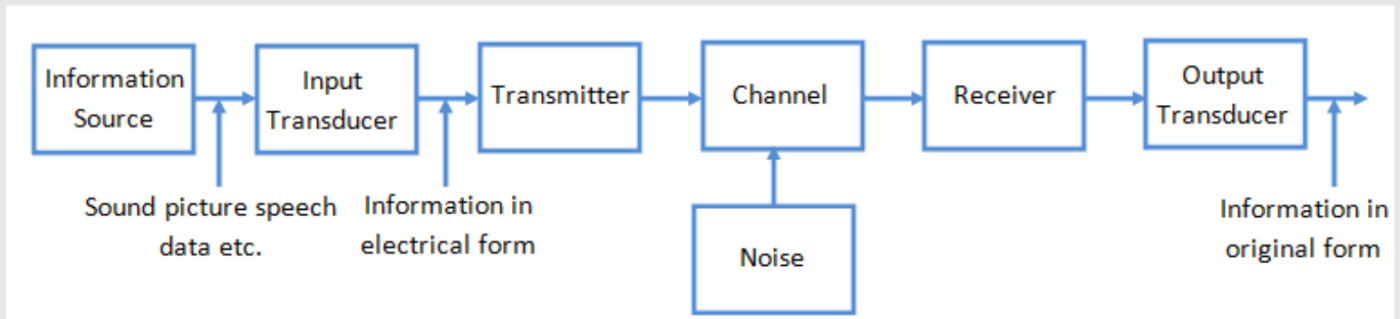 Information
Source
Input
Transducer
Transmitter
Channel
Receiver
Output
Transducer
Sound picture speech
data etc.
Information in
electrical form
Noise
Information in
original form